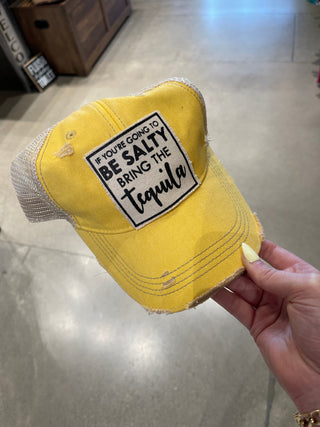 IF YOU'RE GOING TO
BE SALTY
BRING THE
tequila